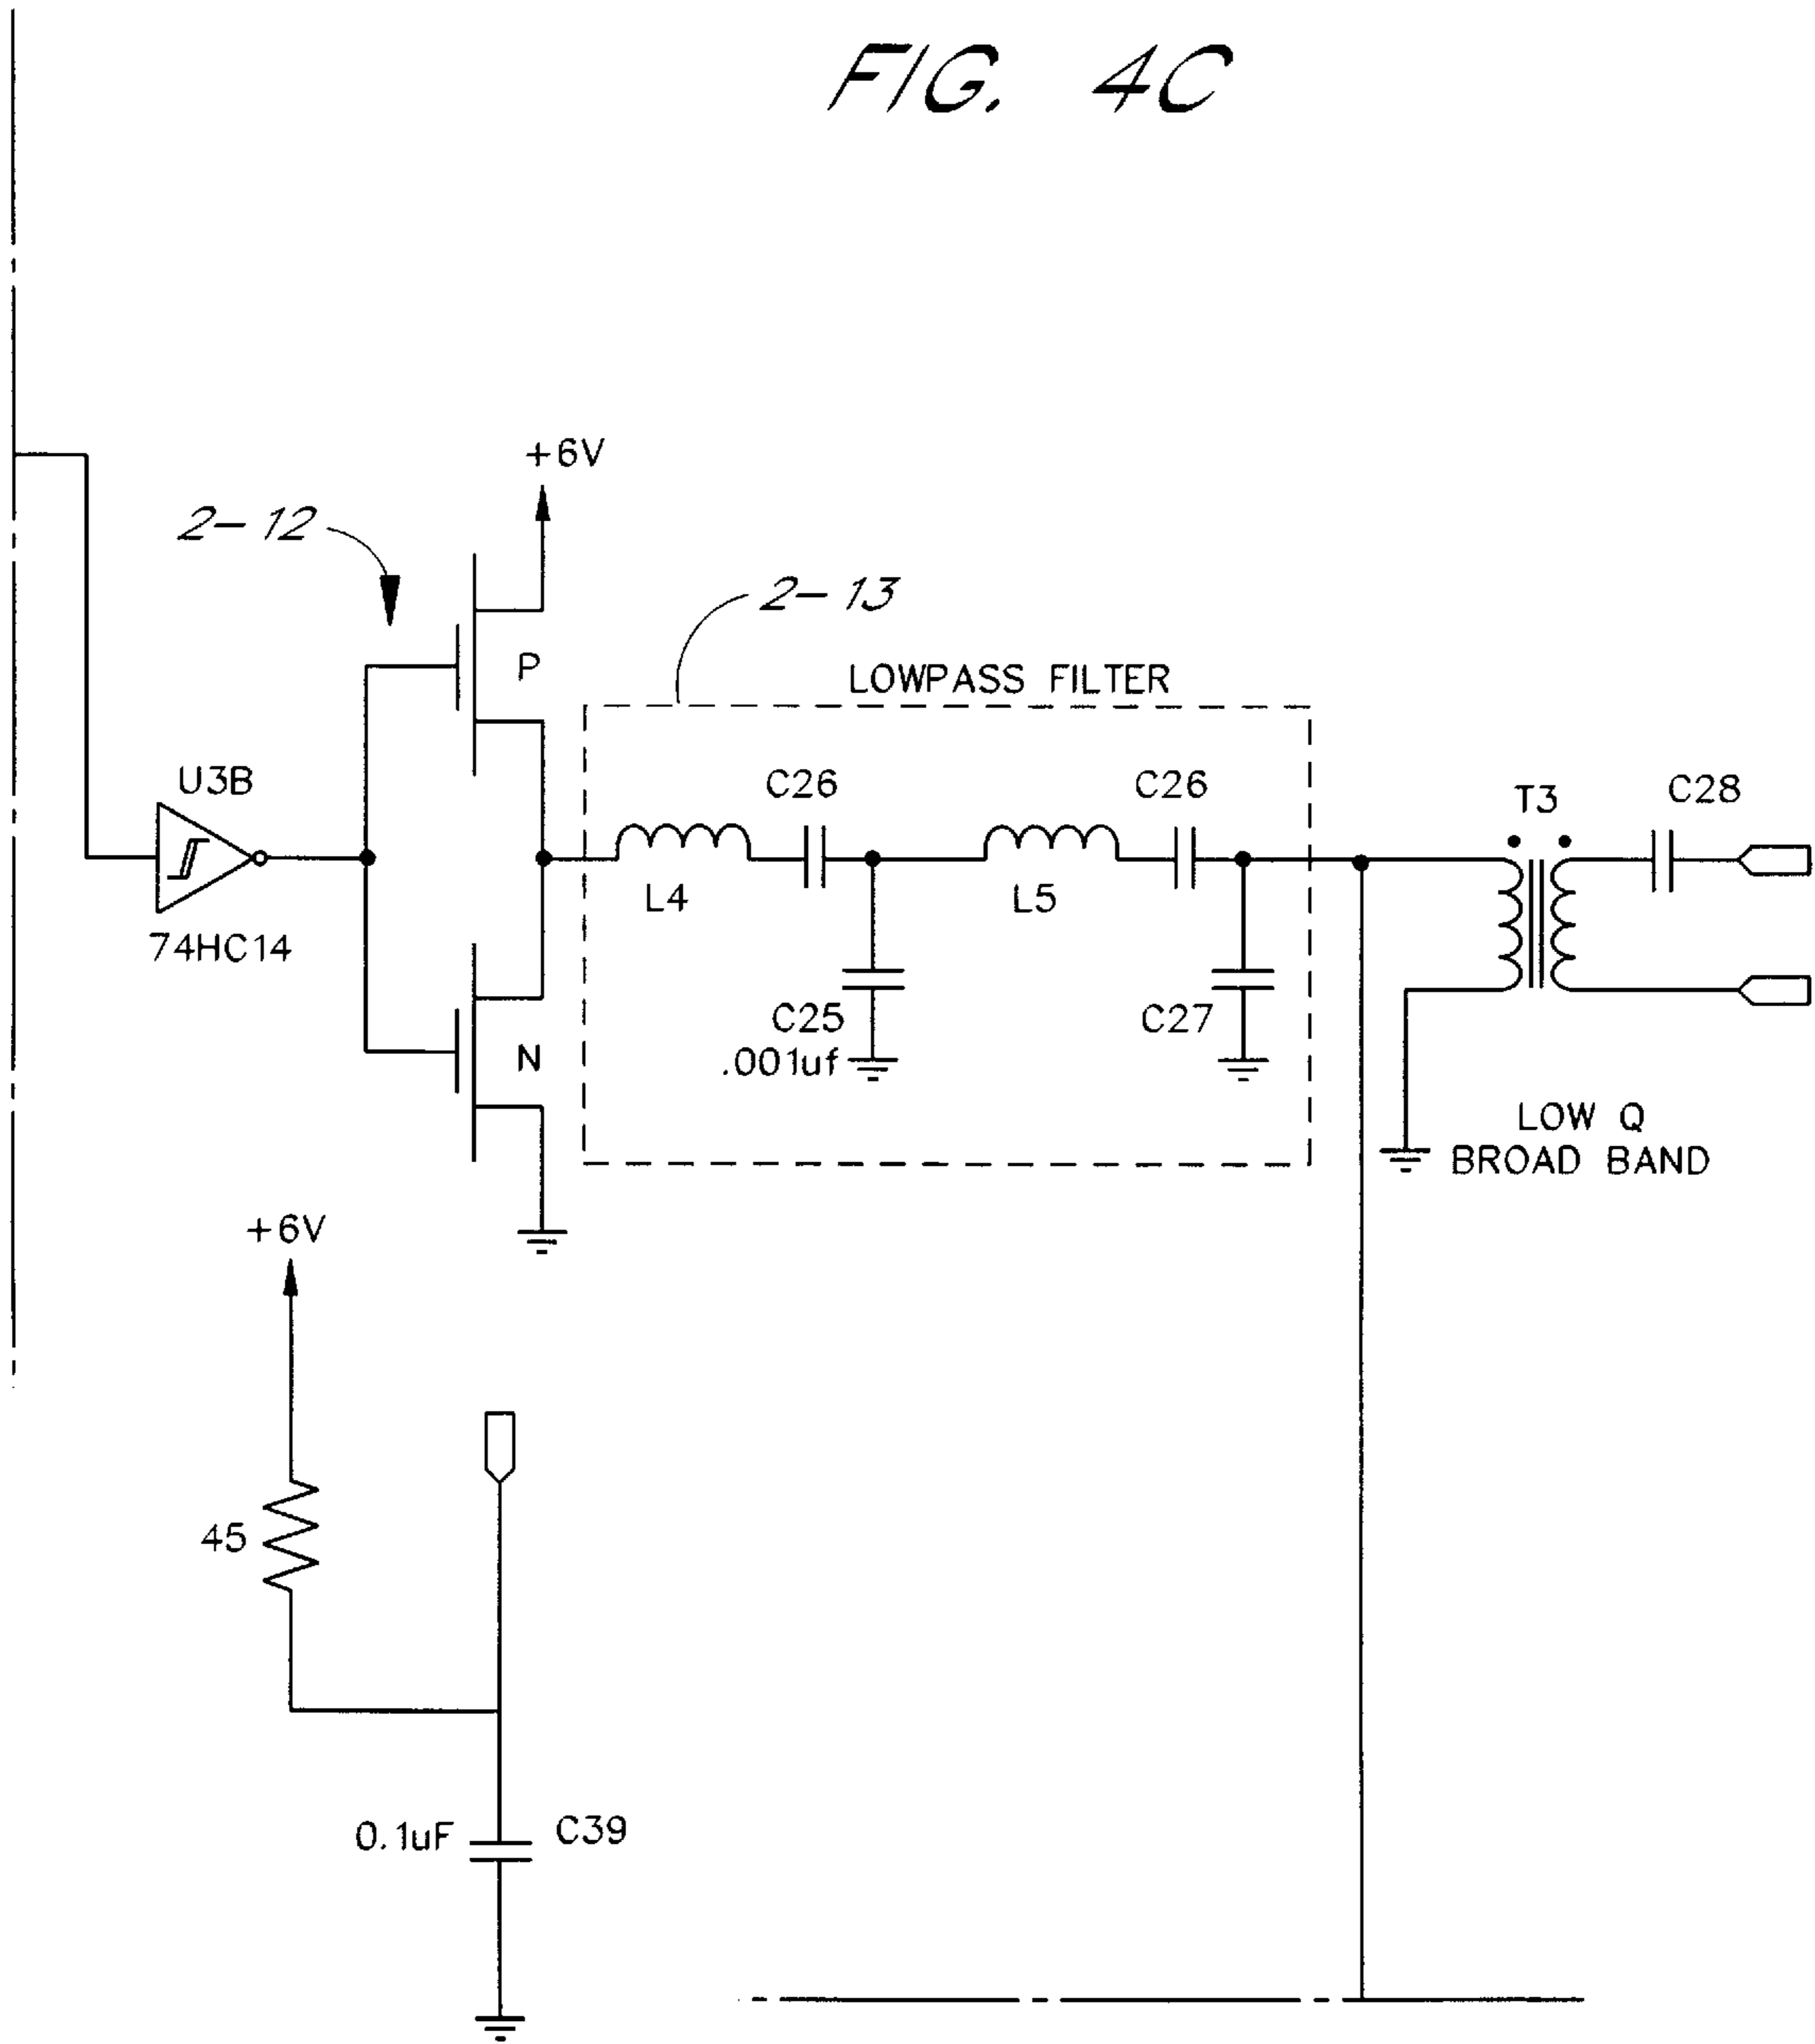 FIG. 4C
+6V
2-12
2-13
P
LOWPASS FILTER
U3B
C26
C26
T3
C28
L4
L5
74HC14
C25
.001uf
C27
N
LOW Q
BROAD BAND
+6V
45
0.1uF
C39